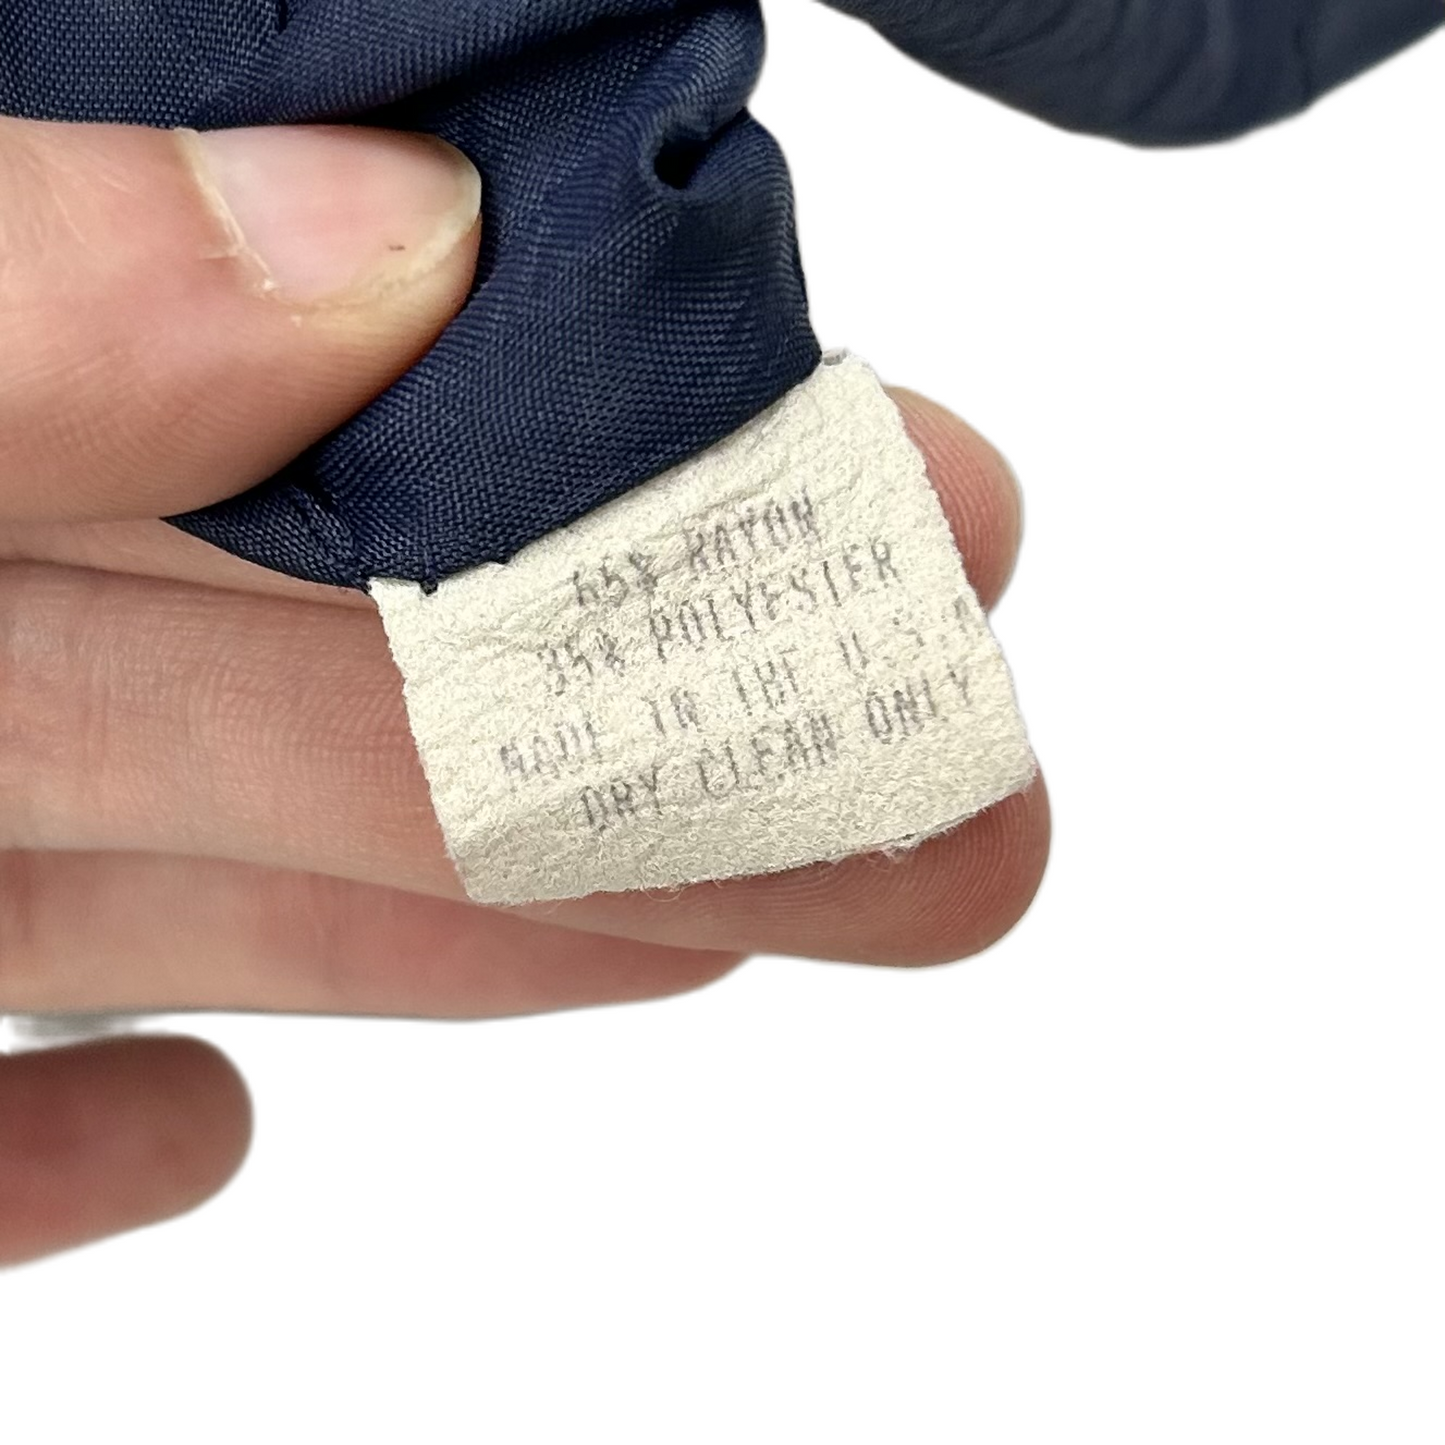 65% RAYON
35% POLYESTER
MADE IN THE U.S.A
DRY CLEAN ONLY